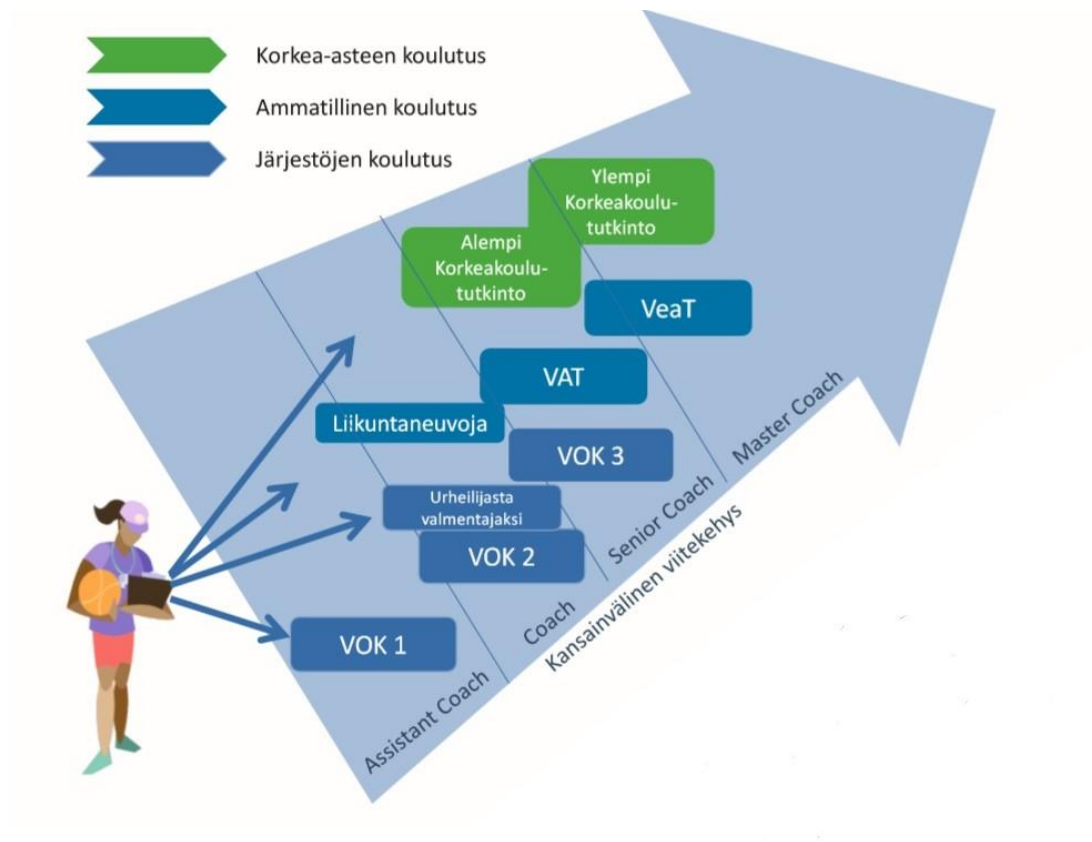 Korkea-asteen koulutus
Ammatillinen koulutus
Järjestöjen koulutus
Ylempi
Korkeakoulu-
tutkinto
Alempi
Korkeakoulu-
tutkinto
VeaT
VAT
Liikuntaneuvoja
VOK 3
Urheilijasta
valmentajaksi
VOK 2
VOK 1
Assistant Coach
Coach
Senior Coach
Master Coach
Kansainvälinen viitekehys